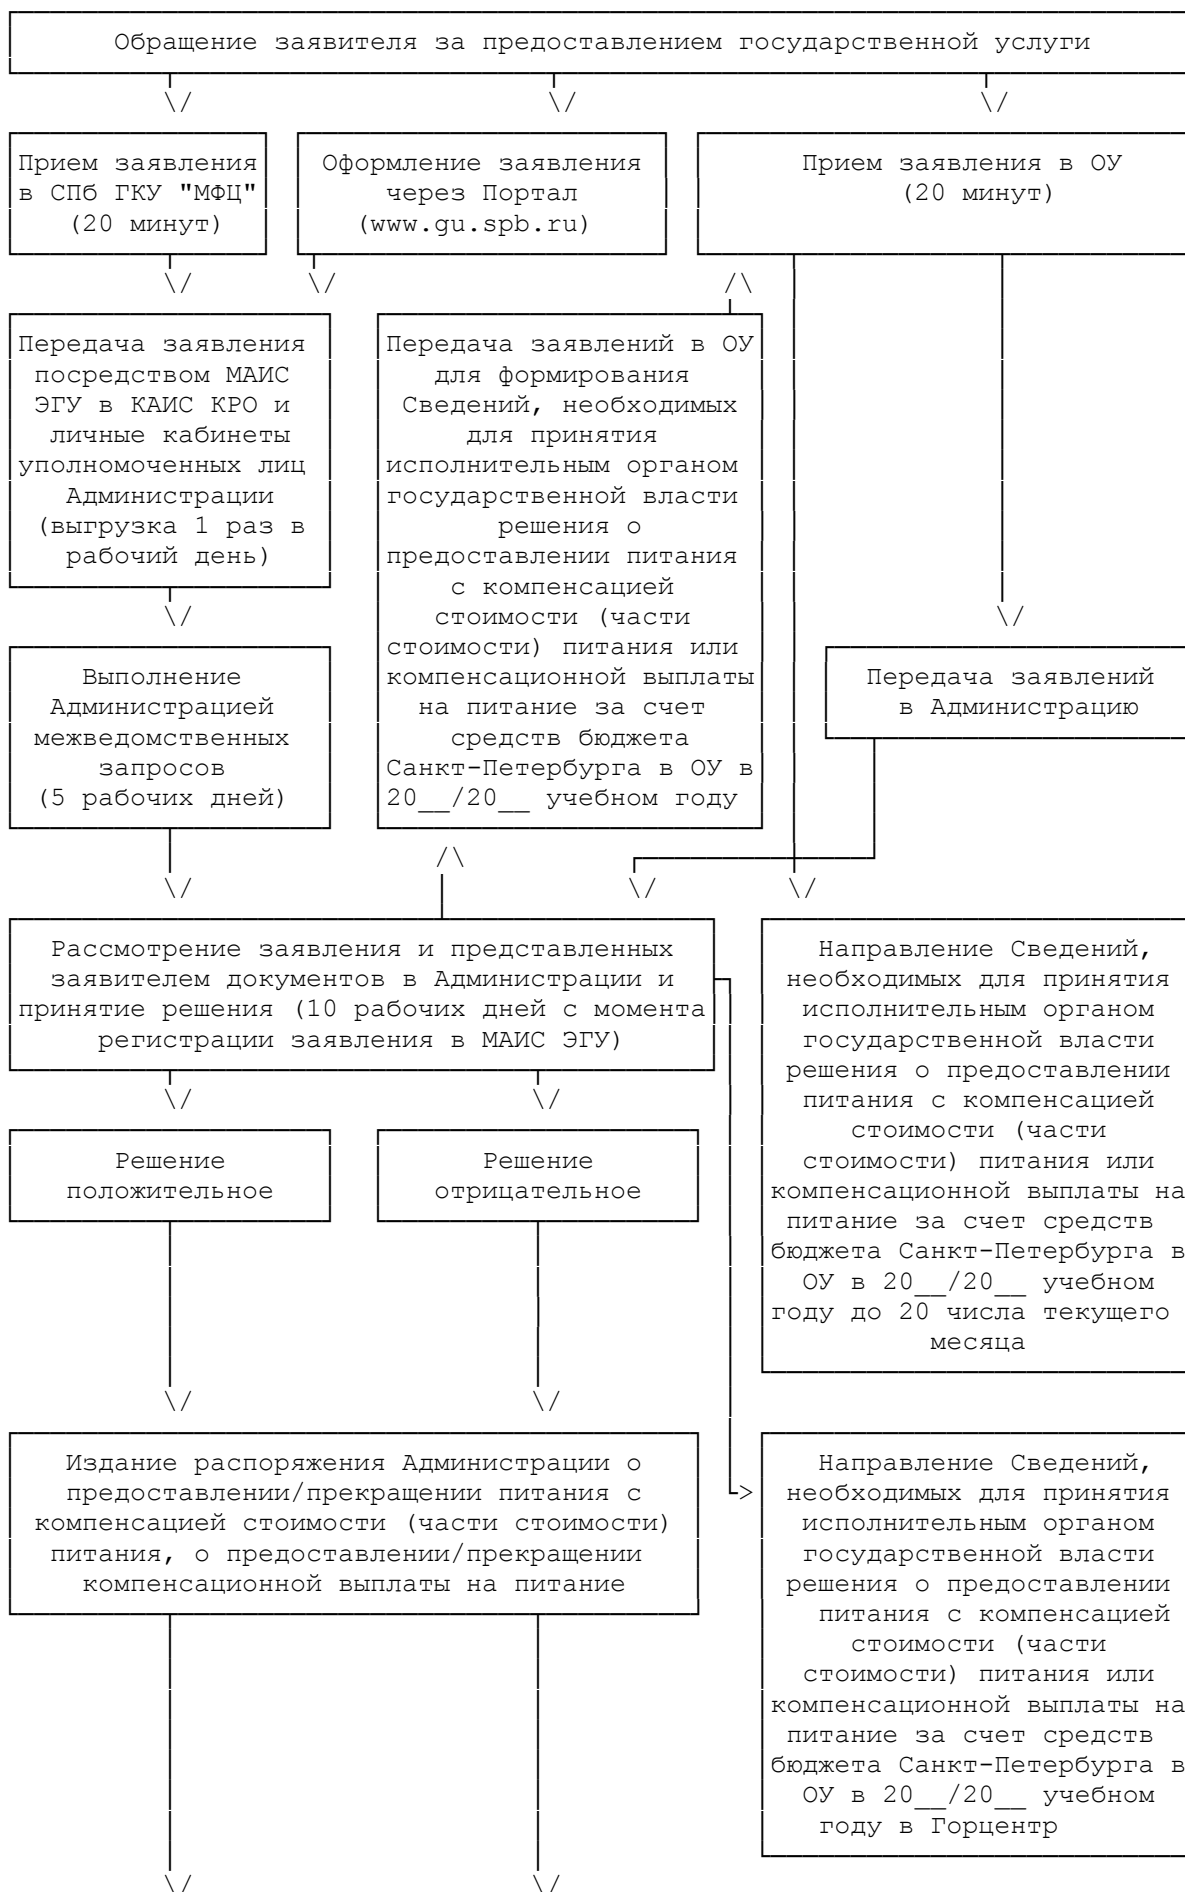 Обращение заявителя за предоставлением государственной услуги
Прием заявления
в СПб ГКУ "МФЦ"
(20 минут)
Оформление заявления
через Портал
(www.gu.spb.ru)
Прием заявления в ОУ
(20 минут)
Передача заявления
посредством МАИС
ЭГУ в КАИС КРО и
личные кабинеты
уполномоченных лиц
Администрации
(выгрузка 1 раз в
рабочий день)
Передача заявлений в ОУ
для формирования
Сведений, необходимых
для принятия
исполнительным органом
государственной власти
решения о
предоставлении питания
с компенсацией
стоимости (части
стоимости) питания или
компенсационной выплаты
на питание за счет
средств бюджета
Санкт-Петербурга в ОУ в
20__/20__ учебном году
Выполнение
Администрацией
межведомственных
запросов
(5 рабочих дней)
Передача заявлений
в Администрацию
Рассмотрение заявления и представленных
заявителем документов в Администрации и
принятие решения (10 рабочих дней с момента
регистрации заявления в МАИС ЭГУ)
Направление Сведений,
необходимых для принятия
исполнительным органом
государственной власти
решения о предоставлении
питания с компенсацией
стоимости (части
стоимости) питания или
компенсационной выплаты на
питание за счет средств
бюджета Санкт-Петербурга в
ОУ в 20__/20__ учебном
году до 20 числа текущего
месяца
Решение
положительное
Решение
отрицательное
Издание распоряжения Администрации о
предоставлении/прекращении питания с
компенсацией стоимости (части стоимости)
питания, о предоставлении/прекращении
компенсационной выплаты на питание
Направление Сведений,
необходимых для принятия
исполнительным органом
государственной власти
решения о предоставлении
питания с компенсацией
стоимости (части
стоимости) питания или
компенсационной выплаты на
питание за счет средств
бюджета Санкт-Петербурга в
ОУ в 20__/20__ учебном
году в Горцентр